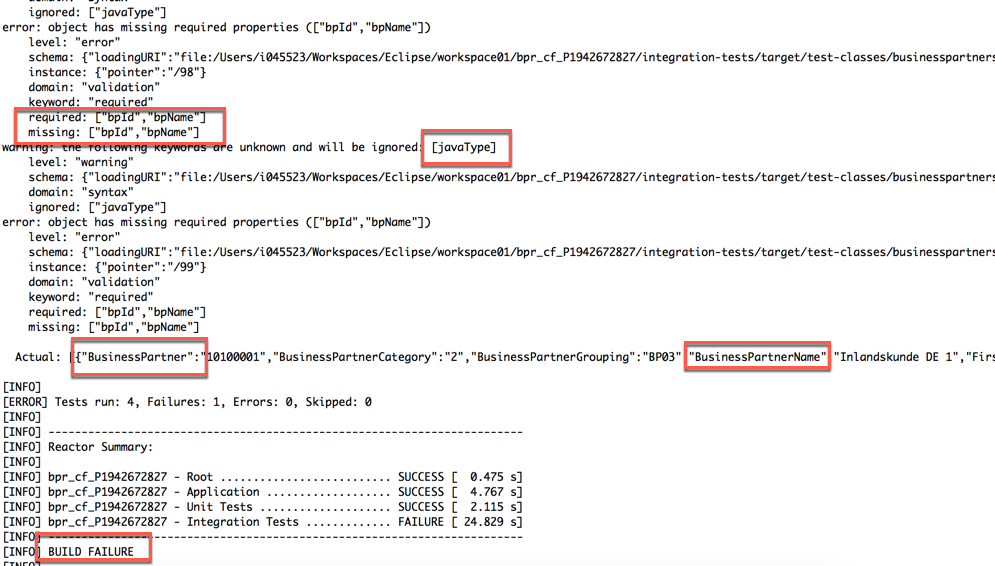 ignored: ["javaType"]
error: object has missing required properties (["bpId","bpName"])
level: "error"
schema: {"loadingURI":"file:/Users/i045523/Workspaces/Eclipse/workspace01/bpr_cf_P1942672827/integration-tests/target/test-classes/businesspartners
instance: {"pointer":"/98"}
domain: "validation"
keyword: "required"
required: ["bpId","bpName"]
missing: ["bpId","bpName"]
warning: the following keywords are unknown and will be ignored: [javaType]
level: "warning"
schema: {"loadingURI":"file:/Users/i045523/Workspaces/Eclipse/workspace01/bpr_cf_P1942672827/integration-tests/target/test-classes/businesspartners
domain: "syntax"
ignored: ["javaType"]
error: object has missing required properties (["bpId","bpName"])
level: "error"
schema: {"loadingURI":"file:/Users/i045523/Workspaces/Eclipse/workspace01/bpr_cf_P1942672827/integration-tests/target/test-classes/businesspartners
instance: {"pointer":"/99"}
domain: "validation"
keyword: "required"
required: ["bpId","bpName"]
missing: ["bpId","bpName"]
Actual: [{"BusinessPartner":"10100001","BusinessPartnerCategory":"2","BusinessPartnerGrouping":"BP03","BusinessPartnerName":"Inlandskunde DE 1","Firs
[INFO]
[ERROR] Tests run: 4, Failures: 1, Errors: 0, Skipped: 0
[INFO]
[INFO] ------------------------------------------------------------------------
[INFO] Reactor Summary:
[INFO]
[INFO] bpr_cf_P1942672827 - Root .......................... SUCCESS [  0.475 s]
[INFO] bpr_cf_P1942672827 - Application ................... SUCCESS [  4.767 s]
[INFO] bpr_cf_P1942672827 - Unit Tests .................... SUCCESS [  2.115 s]
[INFO] bpr_cf_P1942672827 - Integration Tests ............. FAILURE [ 24.829 s]
[INFO] ------------------------------------------------------------------------
[INFO] BUILD FAILURE